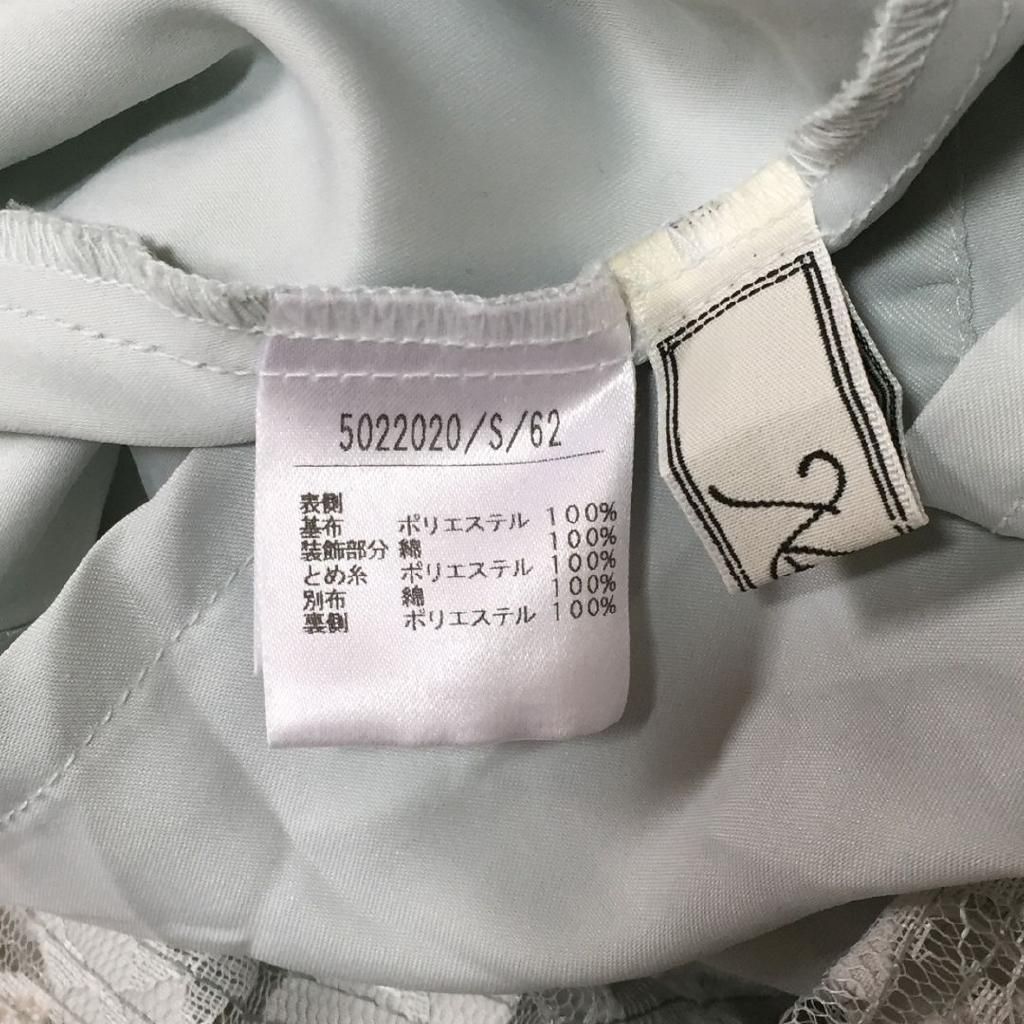 5022020/S/62
表側
基布 ポリエステル 100%
装飾部分 綿 100%
とめ糸 ポリエステル 100%
別布 綿 100%
裏側 ポリエステル 100%